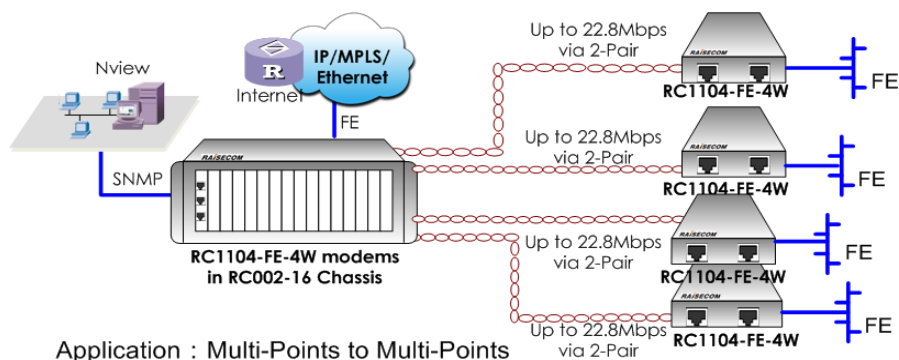 Up to 22.8Mbps
via 2-Pair
RAISECOM
RC1104-FE-4W
FE
Nview
IP/MPLS/
Ethernet
R
Internet
FE
SNMP
RAISECOM
RC1104-FE-4W modems
in RC002-16 Chassis
Up to 22.8Mbps
via 2-Pair
RAISECOM
RC1104-FE-4W
FE
Up to 22.8Mbps
via 2-Pair
RAISECOM
RC1104-FE-4W
FE
Up to 22.8Mbps
via 2-Pair
RAISECOM
RC1104-FE-4W
FE
Application : Multi-Points to Multi-Points